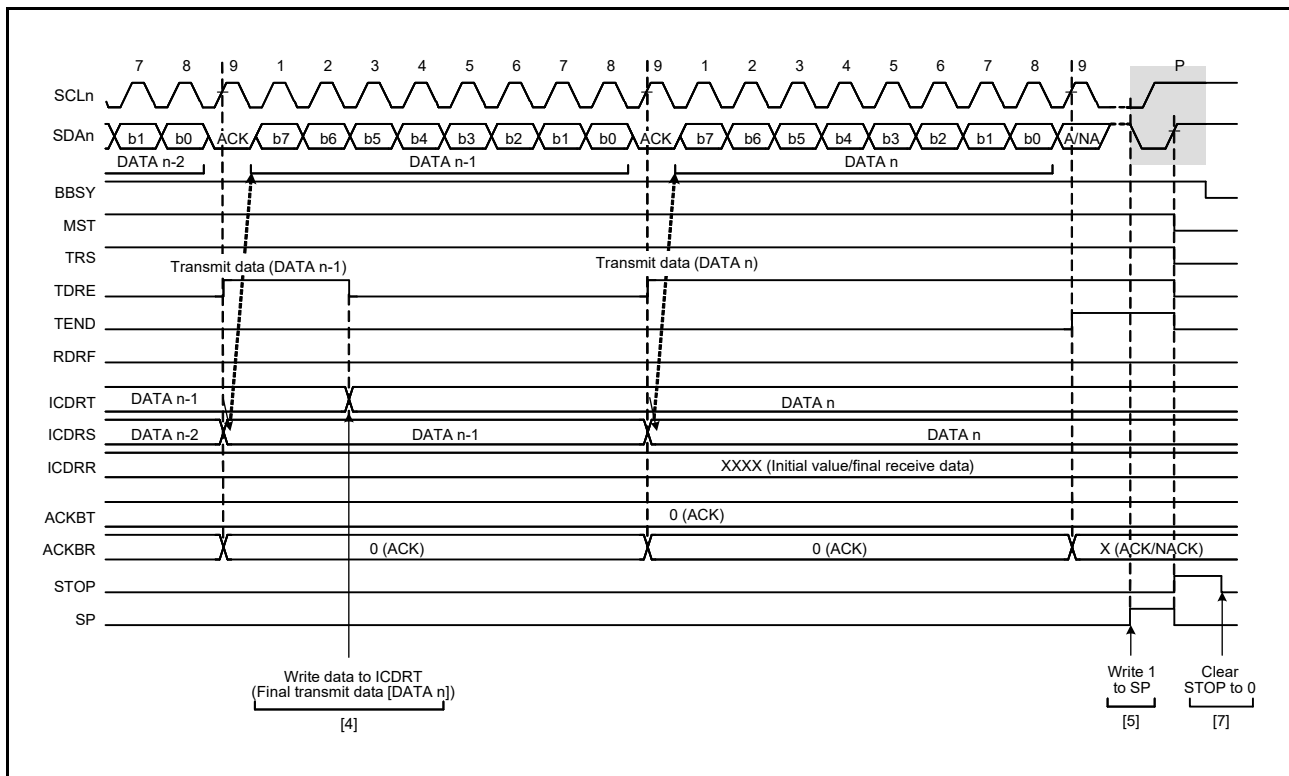 7 8 9 1 2 3 4 5 6 7 8 9 1 2 3 4 5 6 7 8 9 P
SCLn
SDAn b1 b0 ACK b7 b6 b5 b4 b3 b2 b1 b0 ACK b7 b6 b5 b4 b3 b2 b1 b0 A/NA
DATA n-2 DATA n-1 DATA n
BBSY
MST
TRS
Transmit data (DATA n-1) Transmit data (DATA n)
TDRE
TEND
RDRF
ICDRT DATA n-1 DATA n
ICDRS DATA n-2 DATA n-1 DATA n
ICDRR XXXX (Initial value/final receive data)
ACKBT 0 (ACK)
ACKBR 0 (ACK) 0 (ACK) X (ACK/NACK)
STOP
SP
Write data to ICDRT
(Final transmit data [DATA n])
[4]
Write 1
to SP
[5]
Clear
STOP to 0
[7]